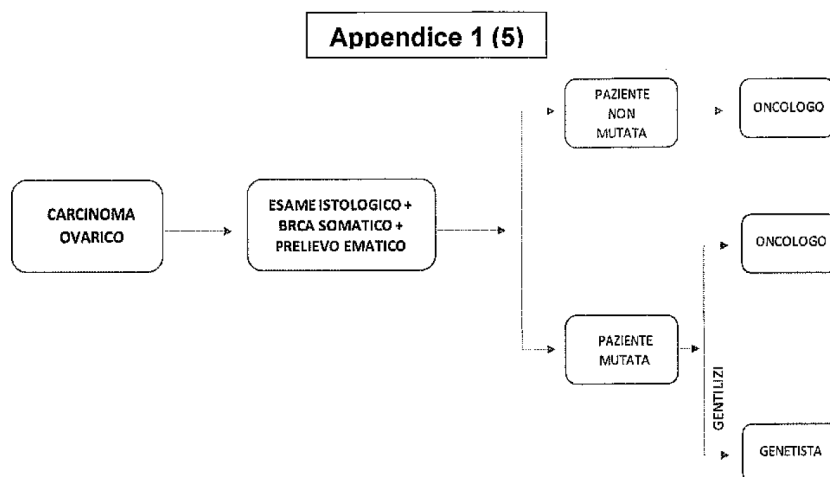 Appendice 1 (5)
PAZIENTE
NON
MUTATA
ONCOLOGO
CARCINOMA
OVARICO
ESAME ISTOLOGICO +
BRCA SOMATICO +
PRELIEVO EMATICO
ONCOLOGO
PAZIENTE
MUTATA
GENTILIZI
GENETISTA